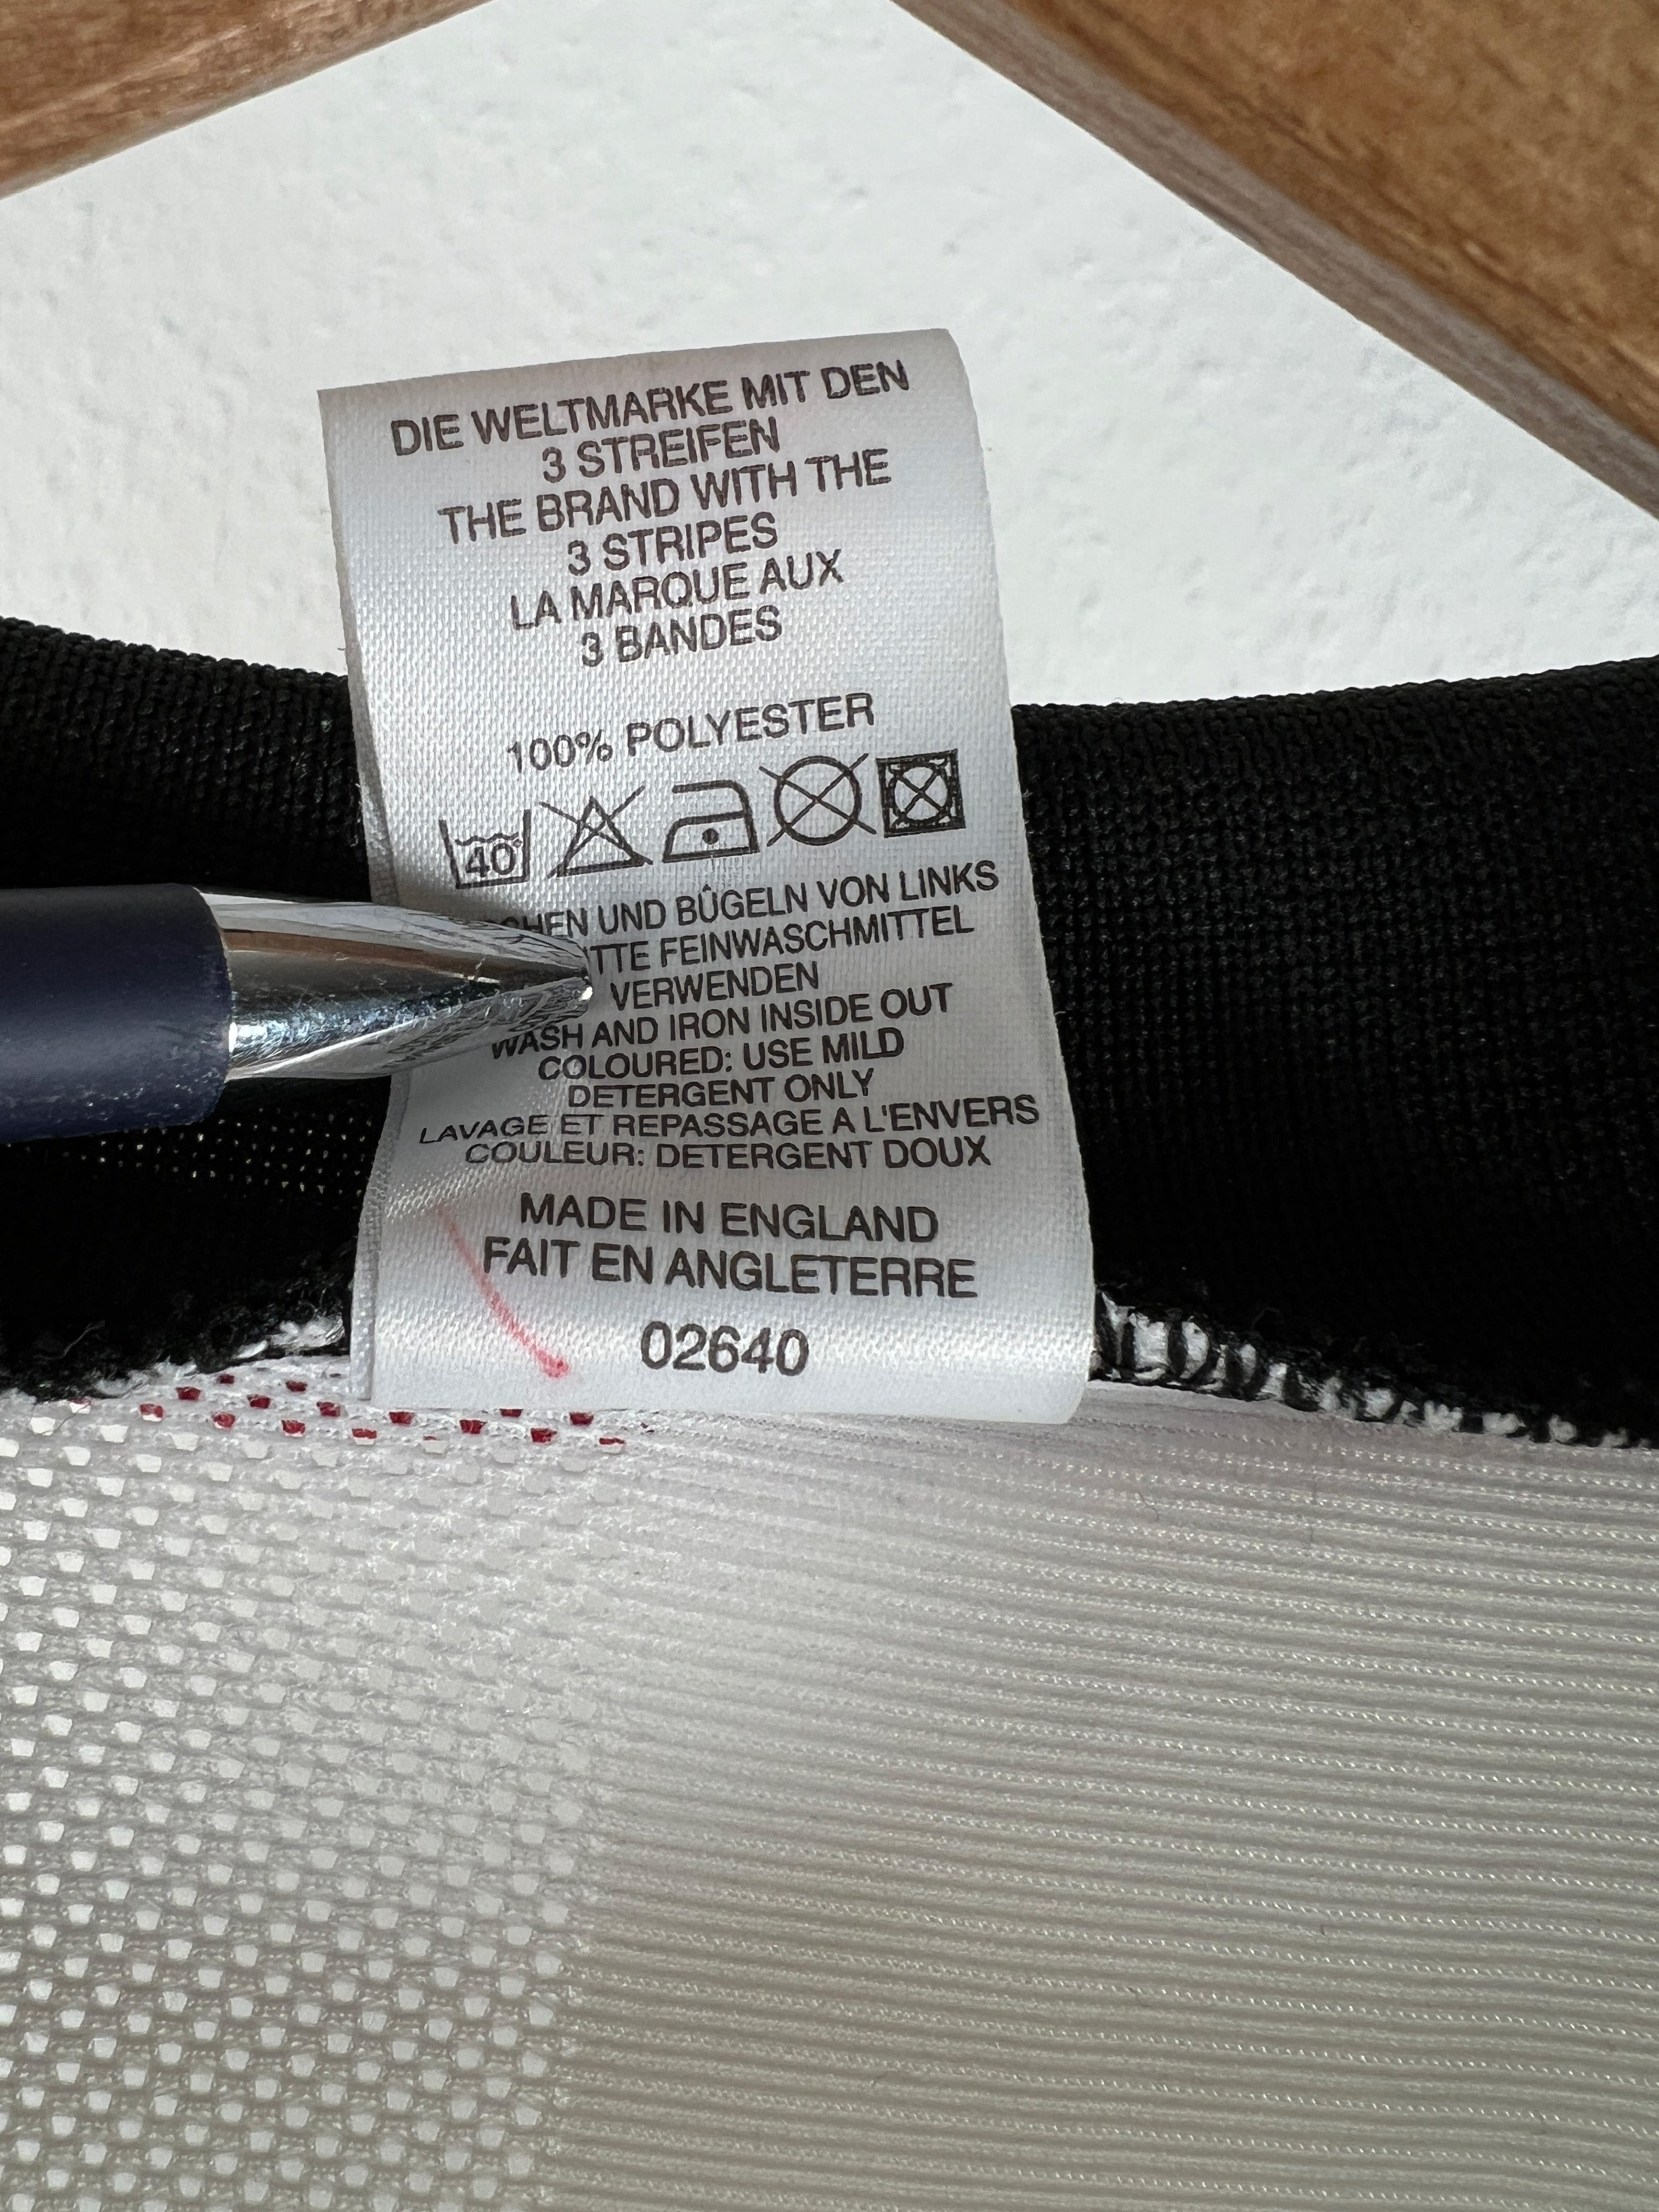 DIE WELTMARKE MIT DEN
3 STREIFEN
THE BRAND WITH THE
3 STRIPES
LA MARQUE AUX
3 BANDES
100% POLYESTER
40°
UND BÛGELN VON LINKS
FEINWASCHMITTEL
VERWENDEN
WASH AND IRON INSIDE OUT
COLOURED: USE MILD
DETERGENT ONLY
LAVAGE ET REPASSAGE A L'ENVERS
COULEUR: DETERGENT DOUX
MADE IN ENGLAND
FAIT EN ANGLETERRE
02640